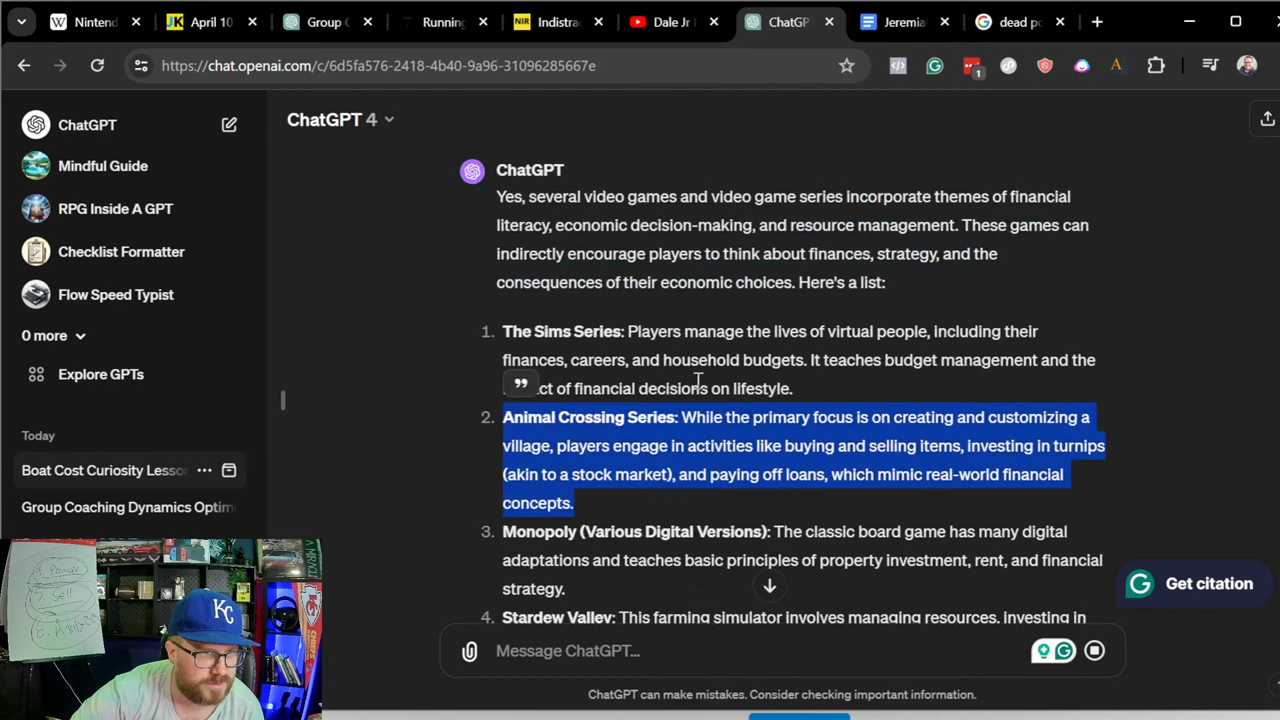 Nintend
April 10
Group C
Running
Indistrac
Dale Jr
ChatGP
Jeremia
dead po
https://chat.openai.com/c/6d5fa576-2418-4b40-9a96-31096285667e
1
ChatGPT
Mindful Guide
RPG Inside A GPT
Checklist Formatter
Flow Speed Typist
0 more
Explore GPTs
Today
Boat Cost Curiosity Lesso
Group Coaching Dynamics Optimi
ChatGPT 4
ChatGPT
Yes, several video games and video game series incorporate themes of financial
literacy, economic decision-making, and resource management. These games can
indirectly encourage players to think about finances, strategy, and the
consequences of their economic choices. Here's a list:
1. The Sims Series: Players manage the lives of virtual people, including their
finances, careers, and household budgets. It teaches budget management and the
ct of financial decisions on lifestyle.
2. Animal Crossing Series: While the primary focus is on creating and customizing a
village, players engage in activities like buying and selling items, investing in turnips
(akin to a stock market), and paying off loans, which mimic real-world financial
concepts.
3. Monopoly (Various Digital Versions): The classic board game has many digital
adaptations and teaches basic principles of property investment, rent, and financial
strategy.
4. Stardew Valley: This farming simulator involves managing resources, investing in
Get citation
Message ChatGPT...
ChatGPT can make mistakes. Consider checking important information.
KC